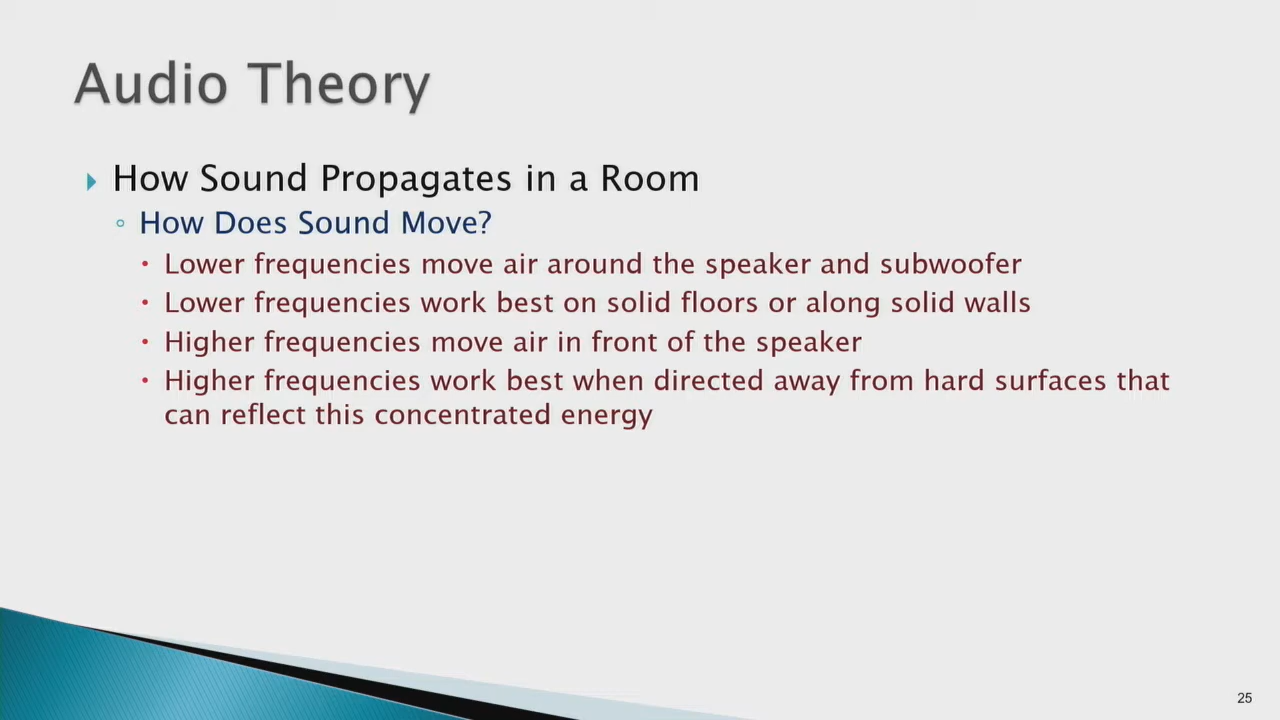 Audio Theory
How Sound Propagates in a Room
How Does Sound Move?
Lower frequencies move air around the speaker and subwoofer
Lower frequencies work best on solid floors or along solid walls
Higher frequencies move air in front of the speaker
Higher frequencies work best when directed away from hard surfaces that
can reflect this concentrated energy
25